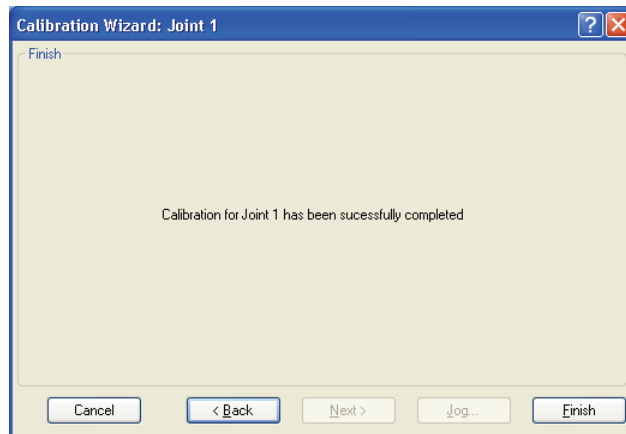 Calibration Wizard: Joint 1
Finish
Calibration for Joint 1 has been sucessfully completed
Cancel < Back Next > Jog... Finish